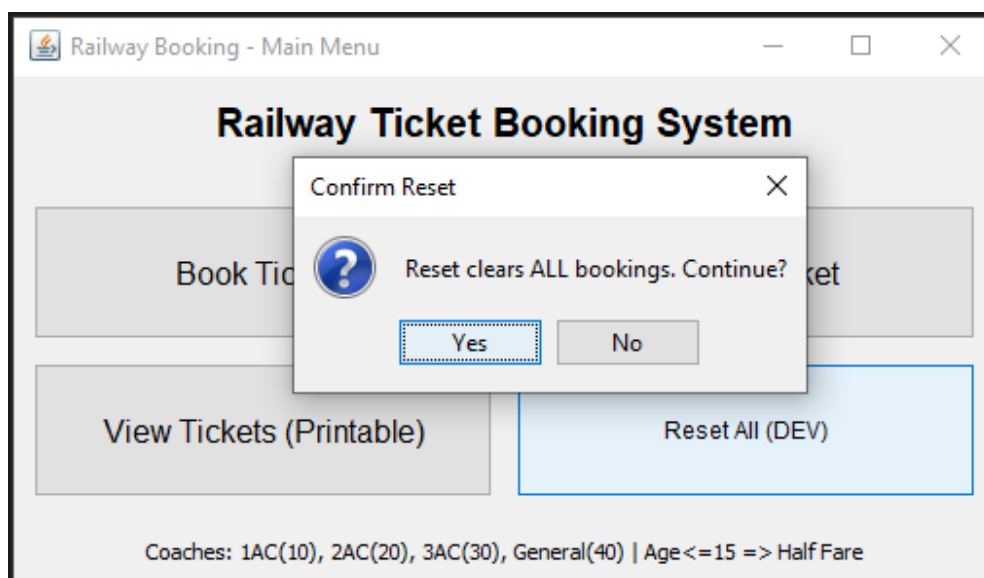 Railway Booking - Main Menu
Railway Ticket Booking System
Confirm Reset
Reset clears ALL bookings. Continue?
Yes
No
Book Tic
ket
View Tickets (Printable)
Reset All (DEV)
Coaches: 1AC(10), 2AC(20), 3AC(30), General(40) | Age<=15 => Half Fare